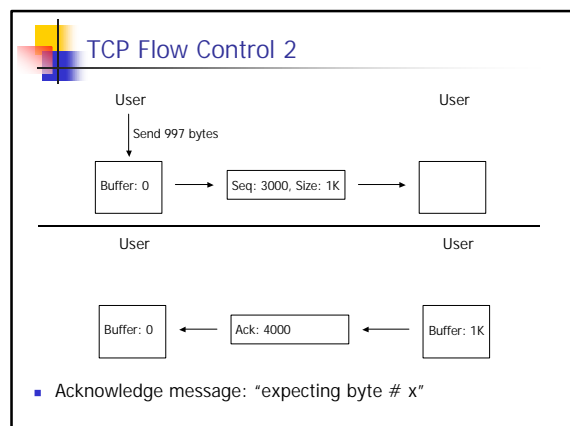 TCP Flow Control 2
User
User
Send 997 bytes
Buffer: 0
Seq: 3000, Size: 1K
User
User
Buffer: 0
Ack: 4000
Buffer: 1K
Acknowledge message: “expecting byte # x”